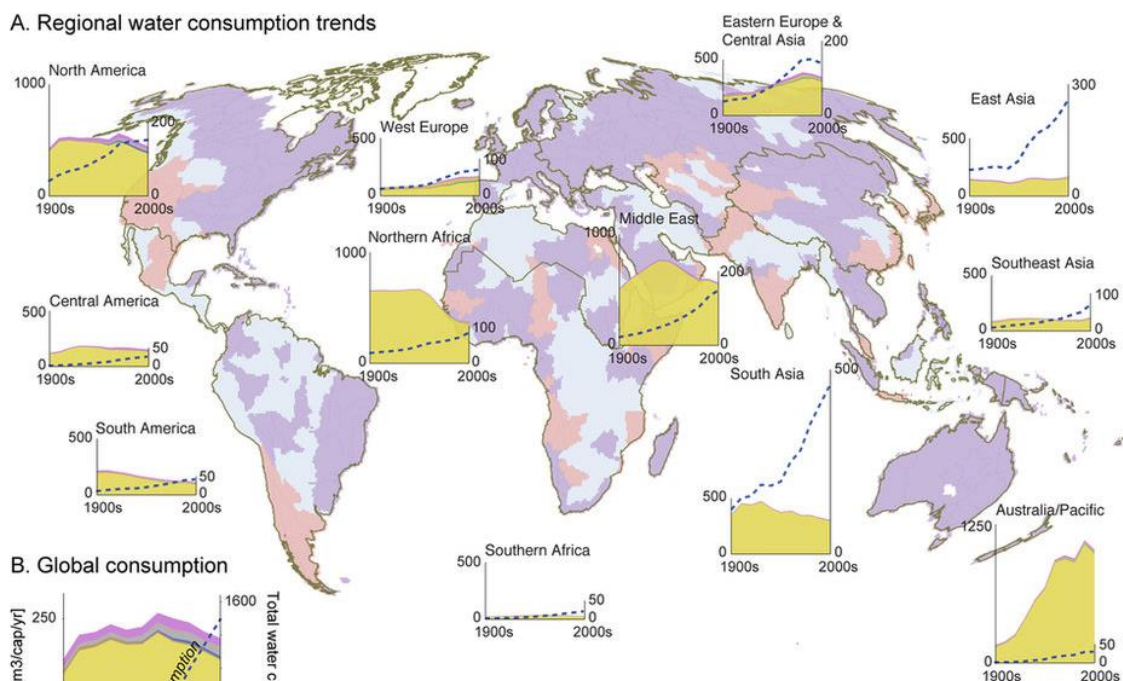 A. Regional water consumption trends
North America
1000
200
0
0
1900s
2000s
West Europe
500
100
0
0
1900s
2000s
Eastern Europe &
Central Asia
200
500
0
0
1900s
2000s
East Asia
300
500
0
0
1900s
2000s
Northern Africa
1000
100
0
0
1900s
2000s
Middle East
1000
200
0
0
1900s
2000s
Southeast Asia
500
100
0
0
1900s
2000s
Central America
500
50
0
0
1900s
2000s
South Asia
500
500
0
0
1900s
2000s
South America
500
50
0
0
1900s
2000s
Southern Africa
500
50
0
0
1900s
2000s
Australia/Pacific
1250
50
0
0
1900s
2000s
B. Global consumption
250
1600
m3/cap/yr]
Total water c
mption